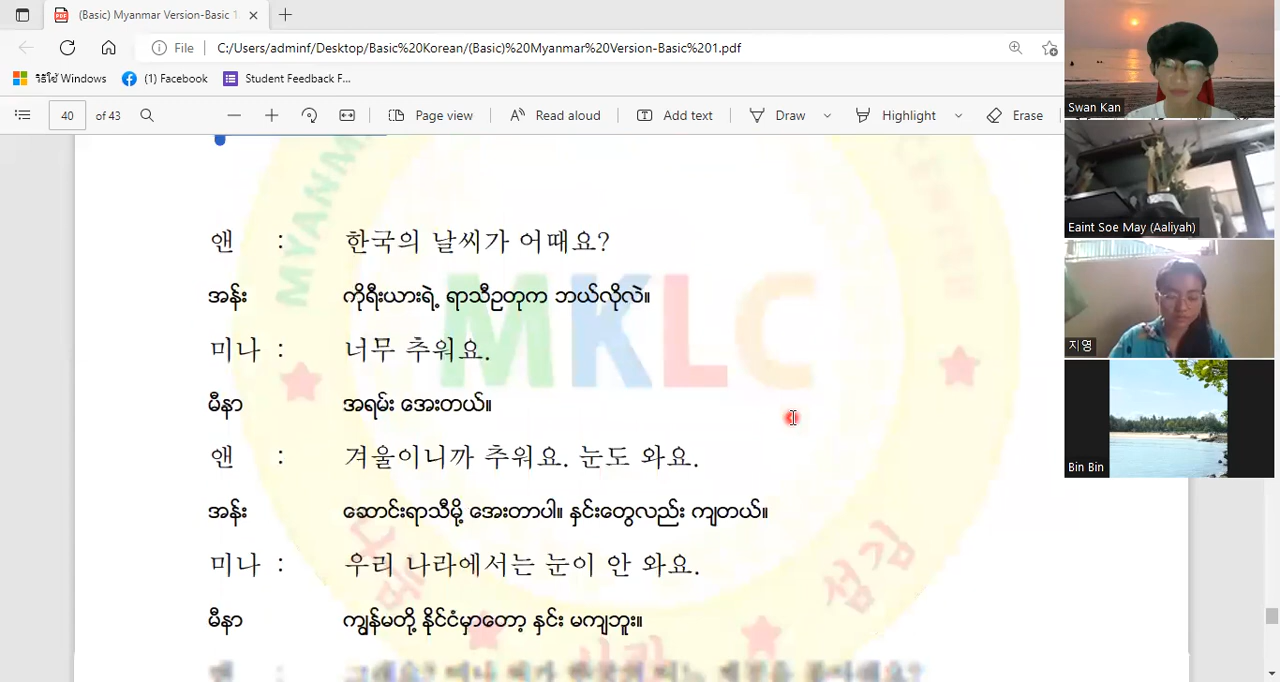 (Basic) Myanmar Version-Basic 1
File C:/Users/adminf/Desktop/Basic%20Korean/(Basic)%20Myanmar%20Version-Basic%201.pdf
วิธีใช้ Windows (1) Facebook Student Feedback F...
40 of 43 Page view Read aloud Add text Draw Highlight Erase
앤 : 한국의 날씨가 어때요?
အန်း ကိုရီးယားရဲ့ ရာသီဥတုက ဘယ်လိုလဲ။
미나 : 너무 추워요.
မီနာ အရမ်း အေးတယ်။
앤 : 겨울이니까 추워요. 눈도 와요.
အန်း ဆောင်းရာသီမို့ အေးတာပါ။ နှင်းတွေလည်း ကျတယ်။
미나 : 우리 나라에서는 눈이 안 와요.
မီနာ ကျွန်မတို့ နိုင်ငံမှာတော့ နှင်း မကျဘူး။
MKLC
섬김
Swan Kan
Eaint Soe May (Aaliyah)
지영
Bin Bin